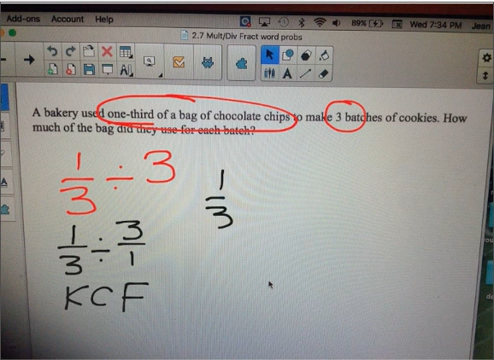 Add-ons Account Help
89% Wed 7:34 PM Jean
2.7 Mult/Div Fract word probs
A bakery used one-third of a bag of chocolate chips to make 3 batches of cookies. How
much of the bag did they use for each batch?
1/3 ÷ 3
1/3
1/3 ÷ 3/1
KCF